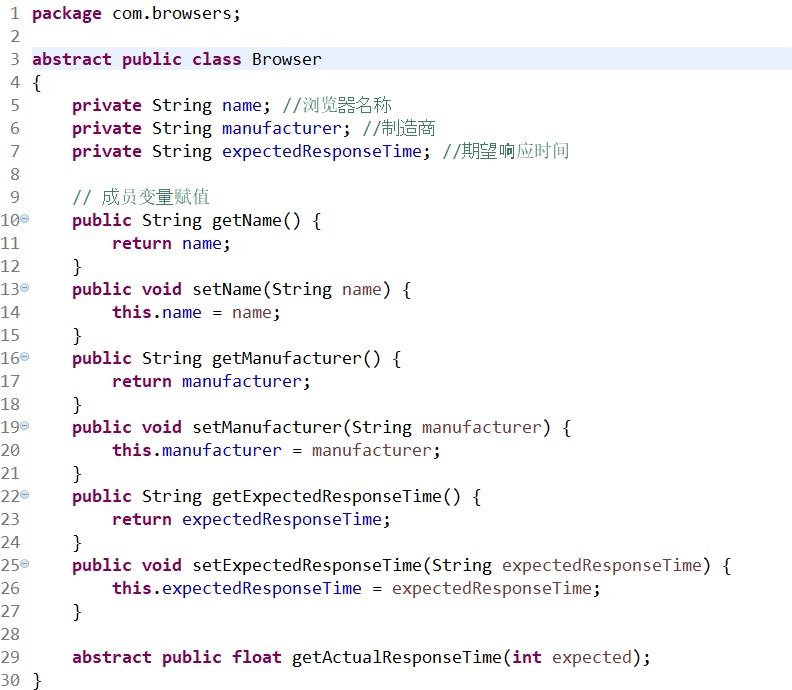 1 package com.browsers;
2
3 abstract public class Browser
4 {
5     private String name; //浏览器名称
6     private String manufacturer; //制造商
7     private String expectedResponseTime; //期望响应时间
8
9     // 成员变量赋值
10     public String getName() {
11         return name;
12     }
13     public void setName(String name) {
14         this.name = name;
15     }
16     public String getManufacturer() {
17         return manufacturer;
18     }
19     public void setManufacturer(String manufacturer) {
20         this.manufacturer = manufacturer;
21     }
22     public String getExpectedResponseTime() {
23         return expectedResponseTime;
24     }
25     public void setExpectedResponseTime(String expectedResponseTime) {
26         this.expectedResponseTime = expectedResponseTime;
27     }
28
29     abstract public float getActualResponseTime(int expected);
30 }